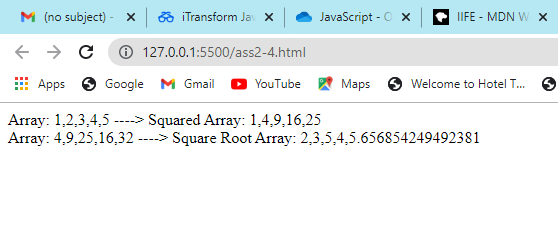 (no subject) -
iTransform Jav
JavaScript - O
IIFE - MDN W
127.0.0.1:5500/ass2-4.html
Apps
Google
Gmail
YouTube
Maps
Welcome to Hotel T...
Array: 1,2,3,4,5 ----> Squared Array: 1,4,9,16,25
Array: 4,9,25,16,32 ----> Square Root Array: 2,3,5,4,5.656854249492381